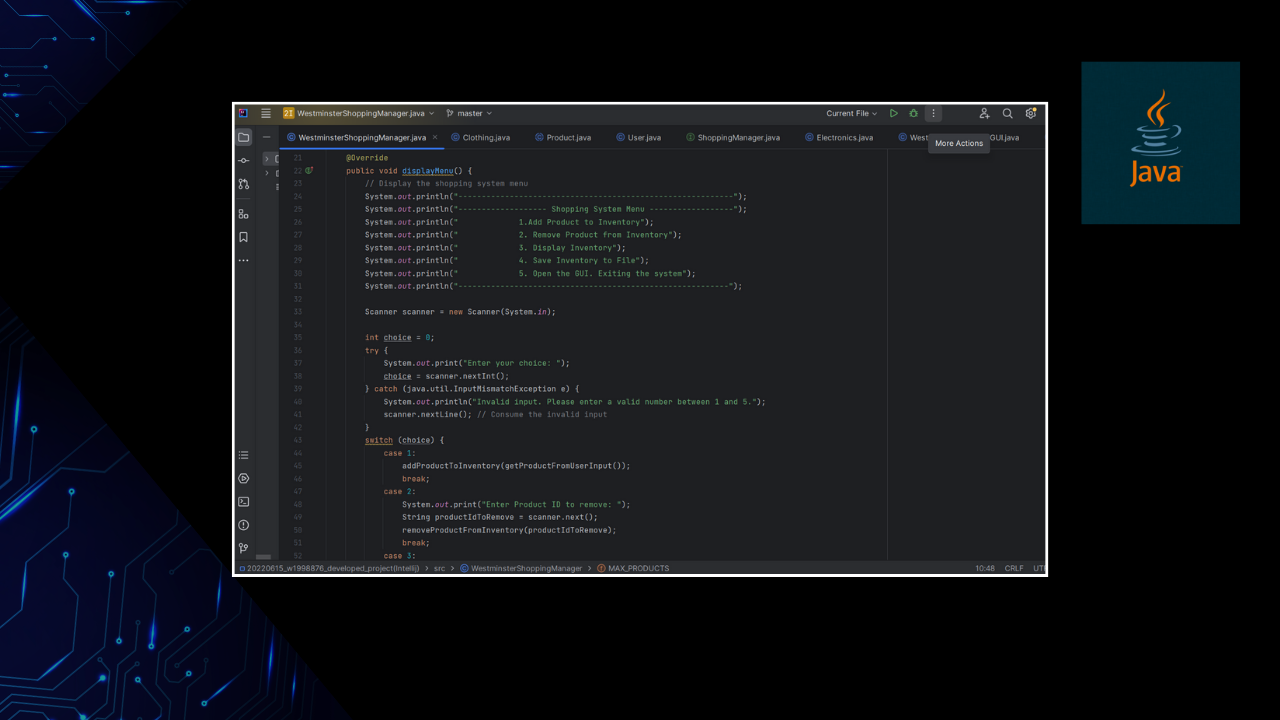 21 WestminsterShoppingManager.java master Current File
WestminsterShoppingManager.java Clothing.java Product.java User.java ShoppingManager.java Electronics.java West GUI.java
More Actions
Java
21 @Override
22 public void displayMenu() {
23 // Display the shopping system menu
24 System.out.println("-----------------------------------------------------------");
25 System.out.println("------------------- Shopping System Menu ------------------");
26 System.out.println("             1.Add Product to Inventory");
27 System.out.println("             2. Remove Product from Inventory");
28 System.out.println("             3. Display Inventory");
29 System.out.println("             4. Save Inventory to File");
30 System.out.println("             5. Open the GUI. Exiting the system");
31 System.out.println("----------------------------------------------------------");
32
33 Scanner scanner = new Scanner(System.in);
34
35 int choice = 0;
36 try {
37 System.out.print("Enter your choice: ");
38 choice = scanner.nextInt();
39 } catch (java.util.InputMismatchException e) {
40 System.out.println("Invalid input. Please enter a valid number between 1 and 5.");
41 scanner.nextLine(); // Consume the invalid input
42 }
43 switch (choice) {
44 case 1:
45 addProductToInventory(getProductFromUserInput());
46 break;
47 case 2:
48 System.out.print("Enter Product ID to remove: ");
49 String productIdToRemove = scanner.next();
50 removeProductFromInventory(productIdToRemove);
51 break;
52 case 3:
20220615_w1998876_developed_project(Intellij) > src > WestminsterShoppingManager > MAX_PRODUCTS 10:48 CRLF UT